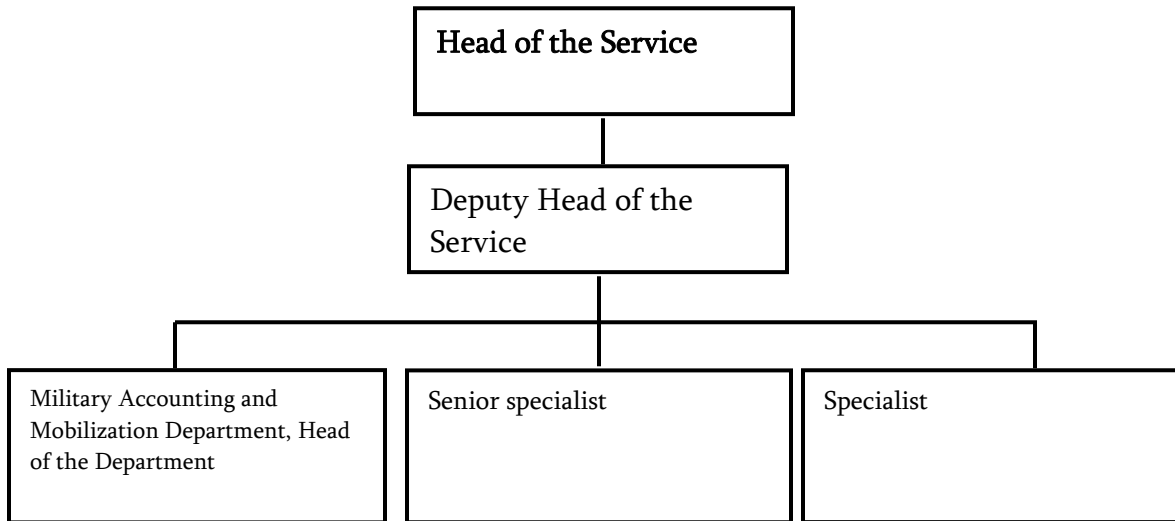 Head of the Service
Deputy Head of the
Service
Military Accounting and
Mobilization Department, Head
of the Department
Senior specialist
Specialist